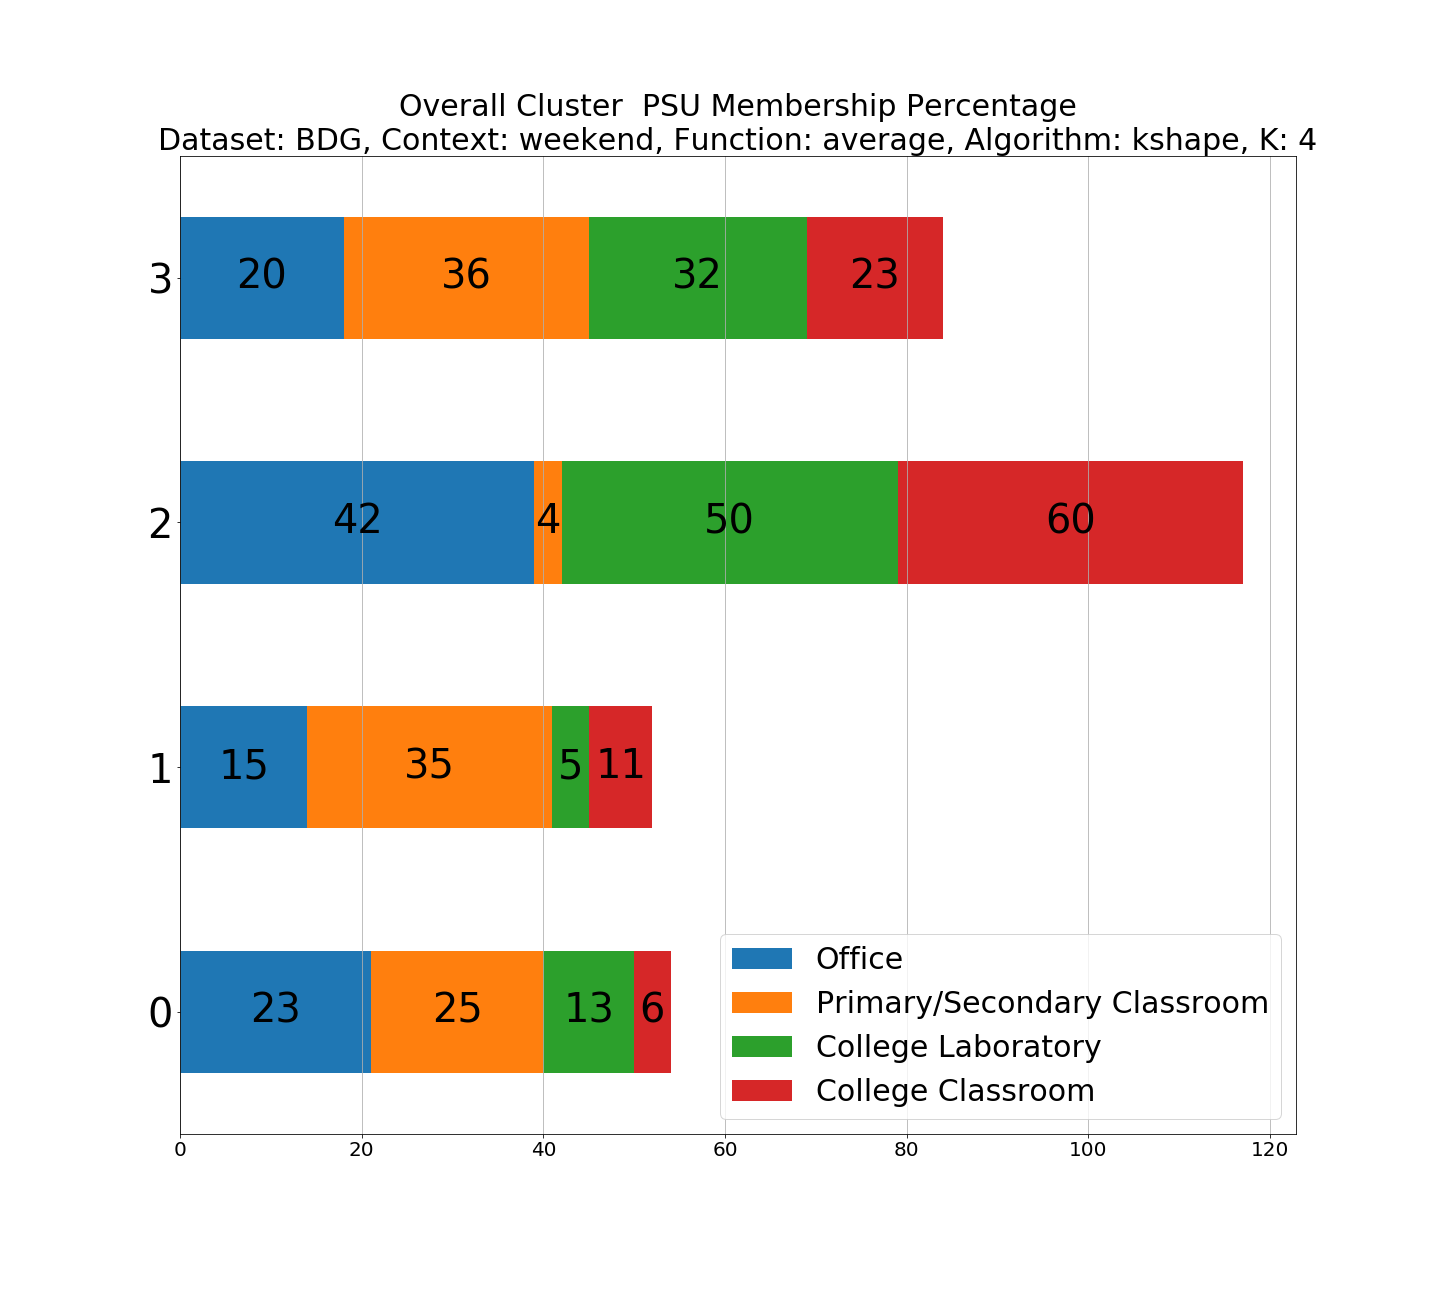 Overall Cluster  PSU Membership Percentage
Dataset: BDG, Context: weekend, Function: average, Algorithm: kshape, K: 4
3
20 36 32 23
2
42 4 50 60
1
15 35 5 11
0
23 25 13 6
Office
Primary/Secondary Classroom
College Laboratory
College Classroom
0 20 40 60 80 100 120